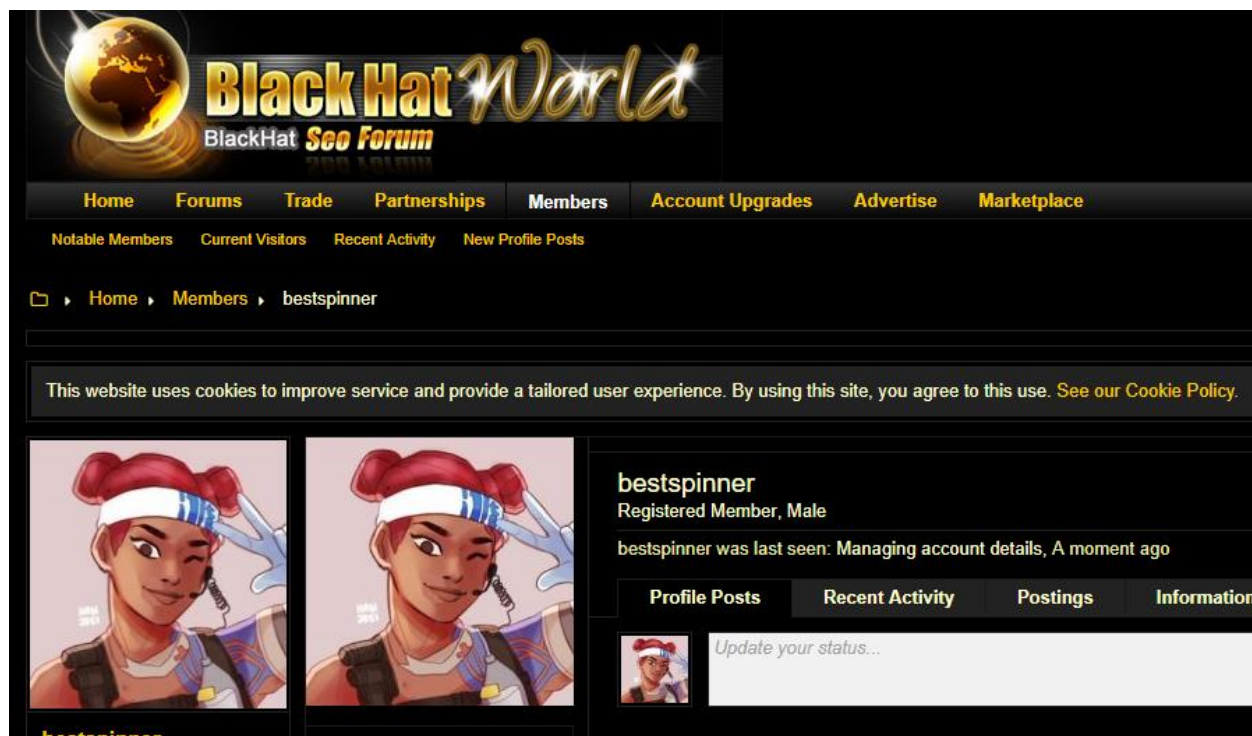 BlackHat World
BlackHat Seo Forum
Home Forums Trade Partnerships Members Account Upgrades Advertise Marketplace
Notable Members Current Visitors Recent Activity New Profile Posts
Home Members bestspinner
This website uses cookies to improve service and provide a tailored user experience. By using this site, you agree to this use. See our Cookie Policy.
bestspinner
Registered Member, Male
bestspinner was last seen: Managing account details, A moment ago
Profile Posts Recent Activity Postings Information
Update your status...
bestspinner